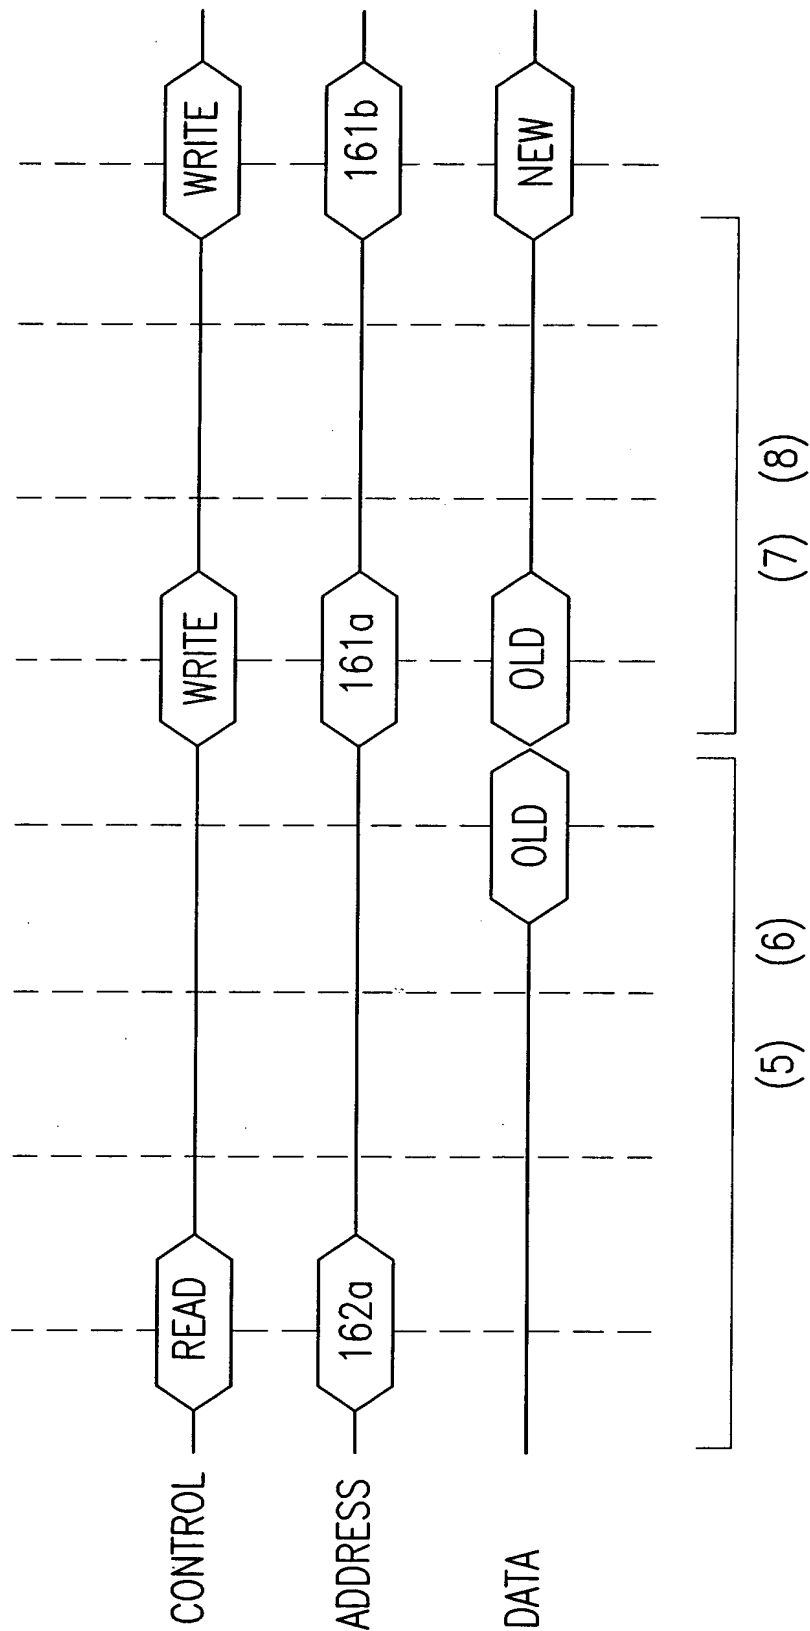 CONTROL READ WRITE WRITE
ADDRESS 162a 161a 161b
DATA OLD OLD NEW
(5) (6) (7) (8)